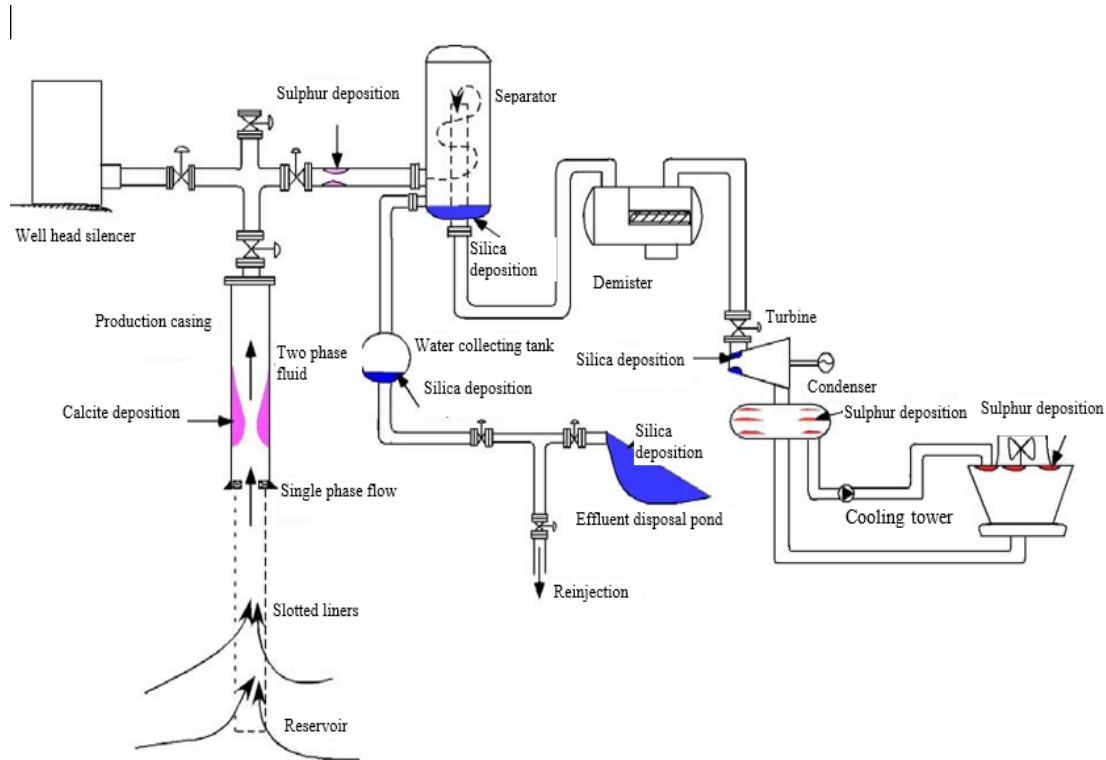 Sulphur deposition
Separator
Well head silencer
Silica
deposition
Demister
Production casing
Turbine
Two phase
fluid
Water collecting tank
Silica deposition
Silica deposition
Condenser
Calcite deposition
Sulphur deposition
Sulphur deposition
Silica
deposition
Single phase flow
Effluent disposal pond
Cooling tower
Reinjection
Slotted liners
Reservoir